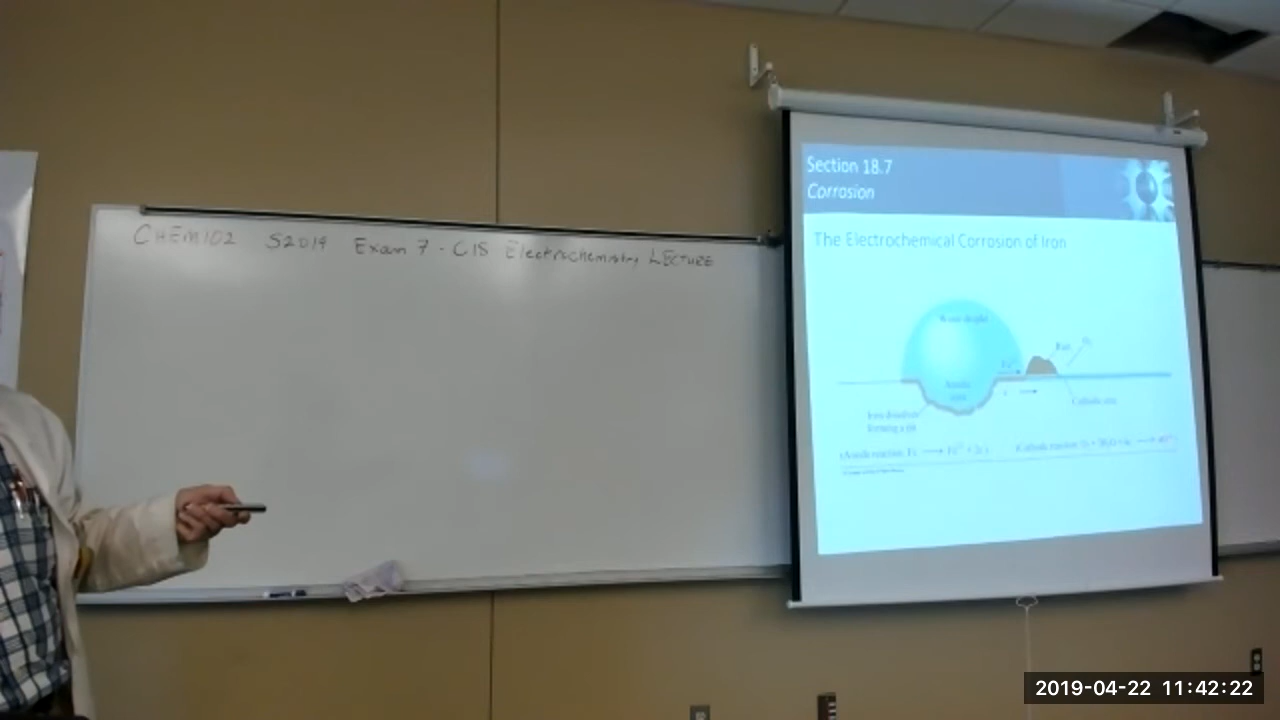 CHEM102 S2019 Exam 7 - C18 Electrochemistry LECTURE
Section 18.7
Corrosion
The Electrochemical Corrosion of Iron
Water droplet
Rust
Anodic
area
Cathodic area
Iron dissolves
forming a pit
2019-04-22 11:42:22